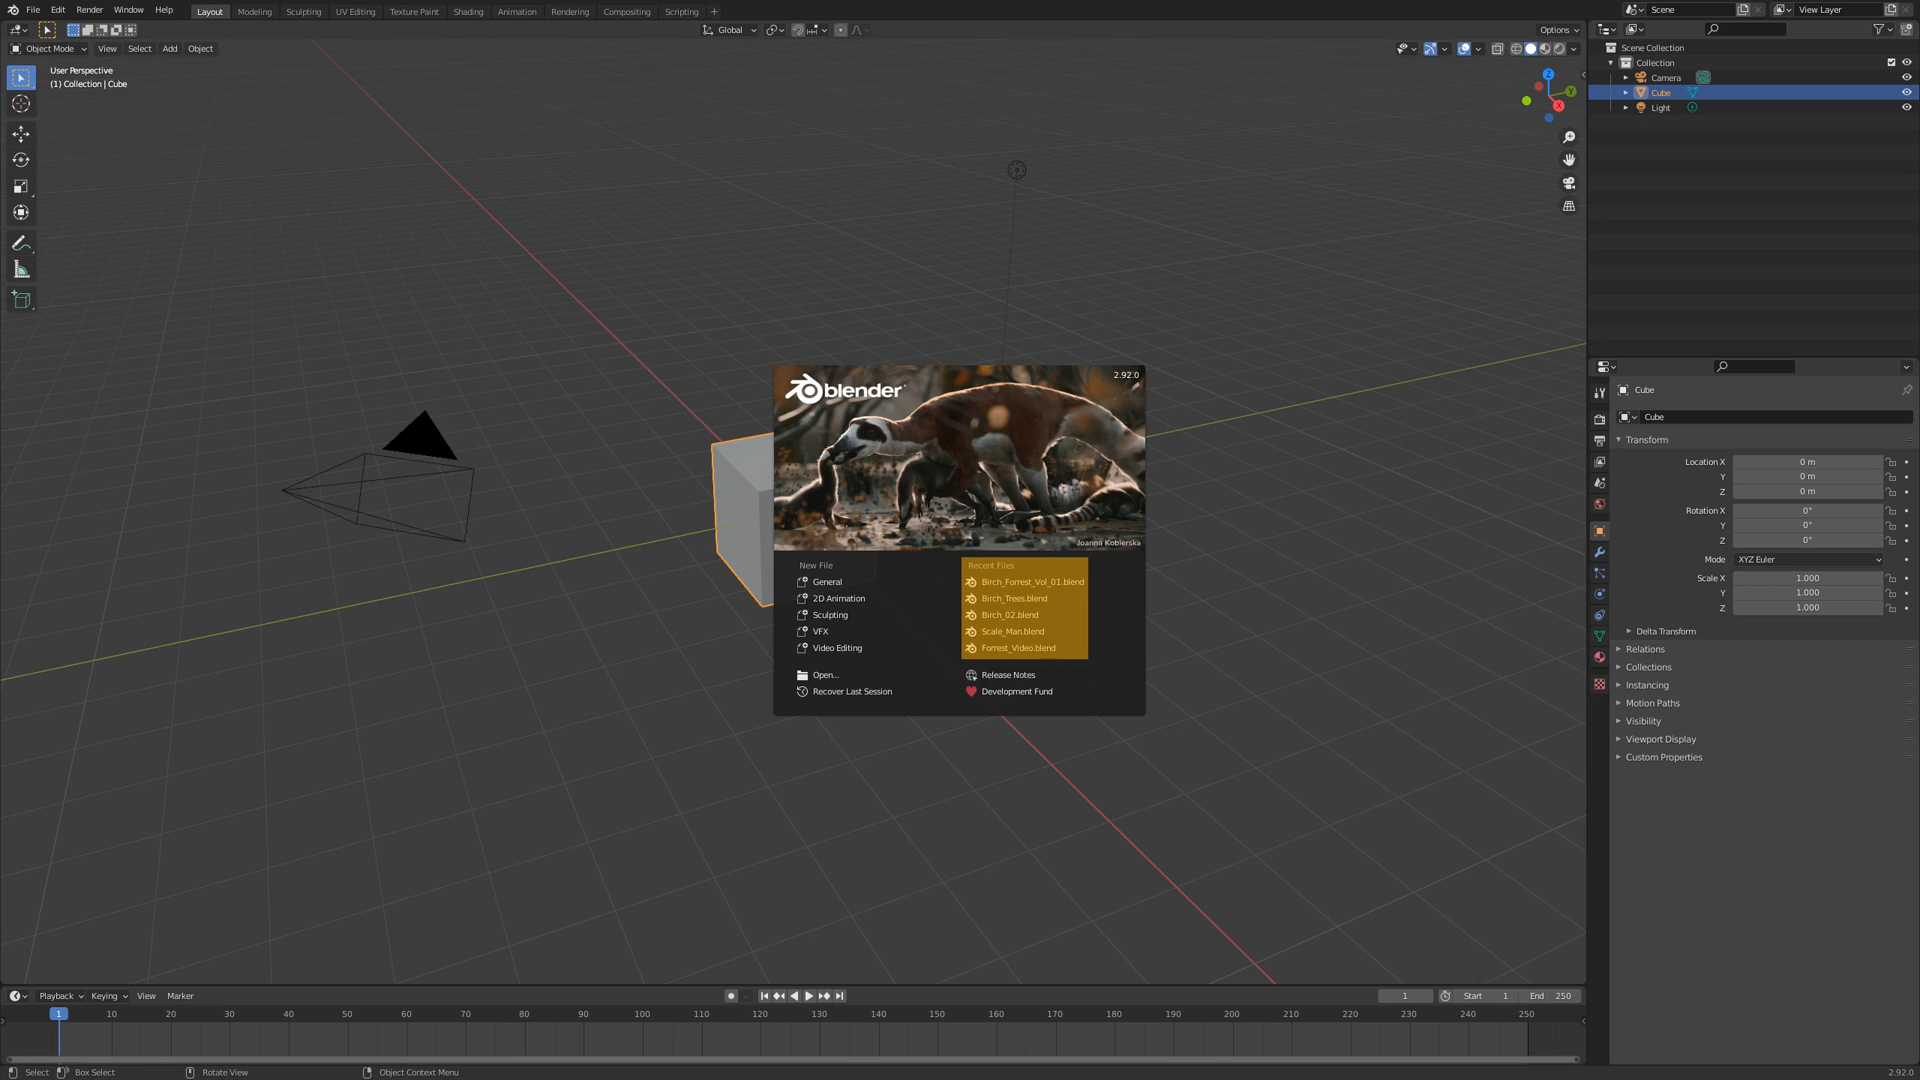 File Edit Render Window Help
Layout Modeling Sculpting UV Editing Texture Paint Shading Animation Rendering Compositing Scripting +
Scene
View Layer
Global
Options
Object Mode View Select Add Object
User Perspective
(1) Collection | Cube
Z
Y
X
Scene Collection
Collection
Camera
Cube
Light
blender
2.92.0
Joanna Kobierska
New File
General
2D Animation
Sculpting
VFX
Video Editing
Open...
Recover Last Session
Recent Files
Birch_Forrest_Vol_01.blend
Birch_Trees.blend
Birch_02.blend
Scale_Man.blend
Forrest_Video.blend
Release Notes
Development Fund
Cube
Cube
Transform
Location X 0 m
Y 0 m
Z 0 m
Rotation X 0°
Y 0°
Z 0°
Mode XYZ Euler
Scale X 1.000
Y 1.000
Z 1.000
Delta Transform
Relations
Collections
Instancing
Motion Paths
Visibility
Viewport Display
Custom Properties
Playback Keying View Marker
1 Start 1 End 250
1 10 20 30 40 50 60 70 80 90 100 110 120 130 140 150 160 170 180 190 200 210 220 230 240 250
Select Box Select Rotate View Object Context Menu 2.92.0